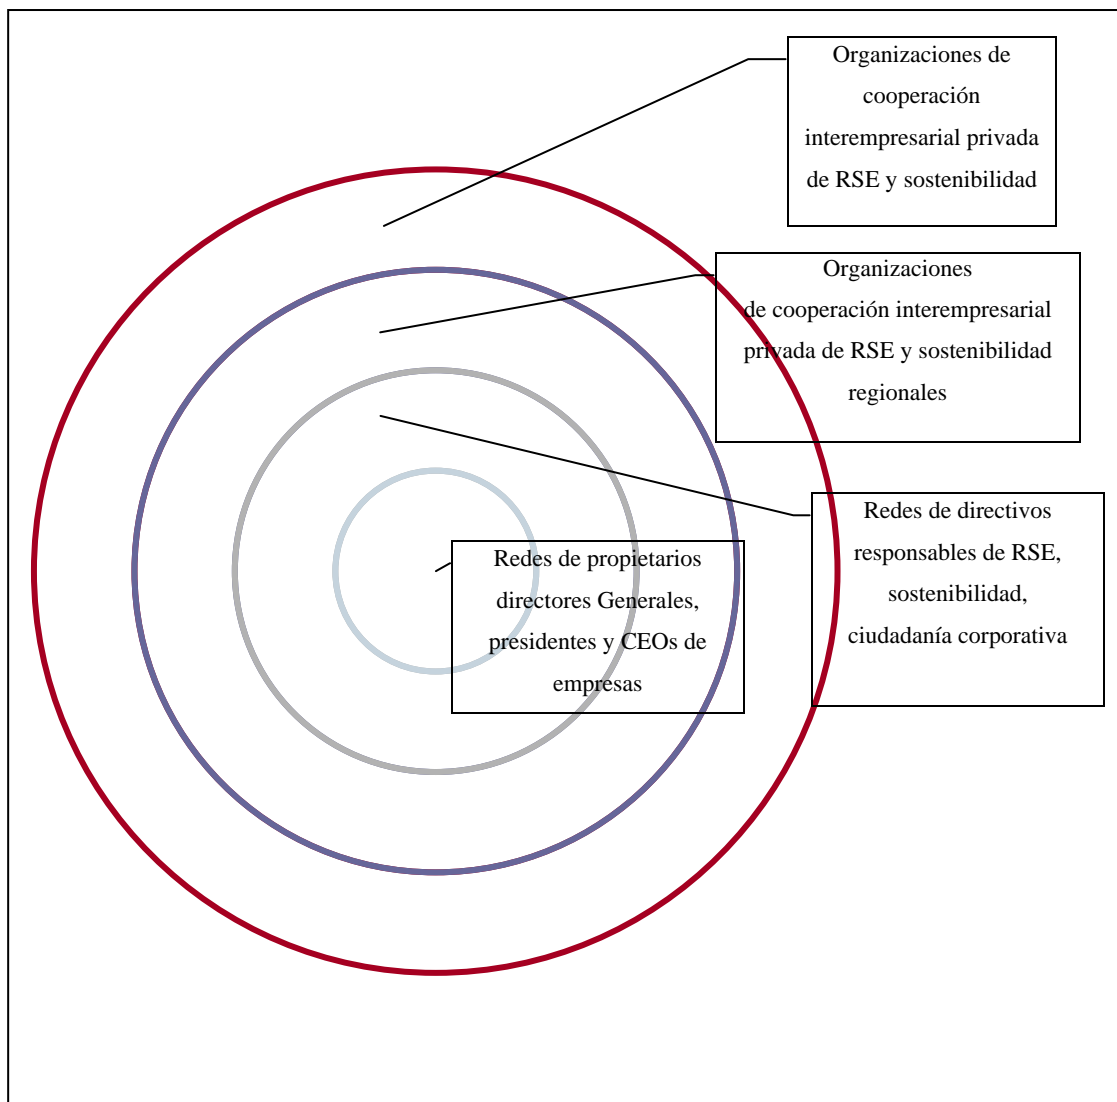 Organizaciones de
cooperación
interempresarial privada
de RSE y sostenibilidad
Organizaciones
de cooperación interempresarial
privada de RSE y sostenibilidad
regionales
Redes de directivos
responsables de RSE,
sostenibilidad,
ciudadanía corporativa
Redes de propietarios
directores Generales,
presidentes y CEOs de
empresas